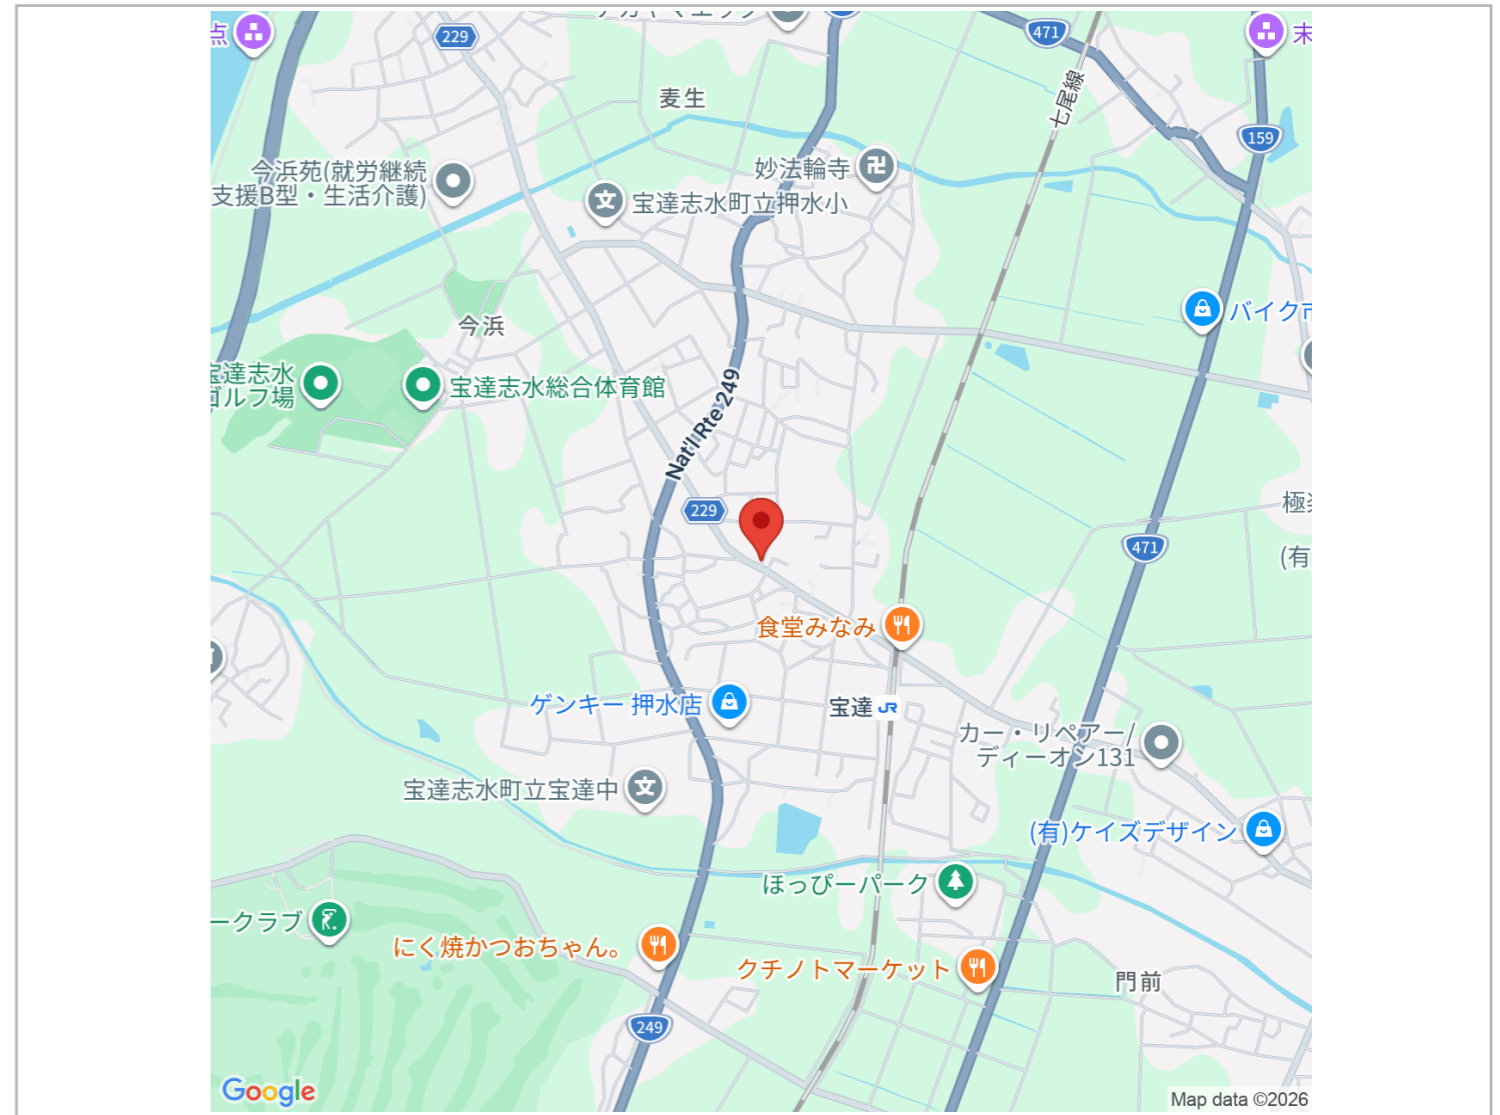 点
229
471
末
七尾線
麦生
159
妙法輪寺
今浜苑(就労継続
支援B型・生活介護)
宝達志水町立押水小
バイク市
今浜
宝達志水
ゴルフ場
宝達志水総合体育館
Nat'l Rte 249
229
極楽
471
(有
食堂みなみ
ゲンキー 押水店
宝達 JR
カー・リペアー/
ディーオン131
宝達志水町立宝達中
(有)ケイズデザイン
ほっぴーパーク
ークラブ
にく焼かつおちゃん。
クチノトマーケット
門前
249
Google
Map data ©2026